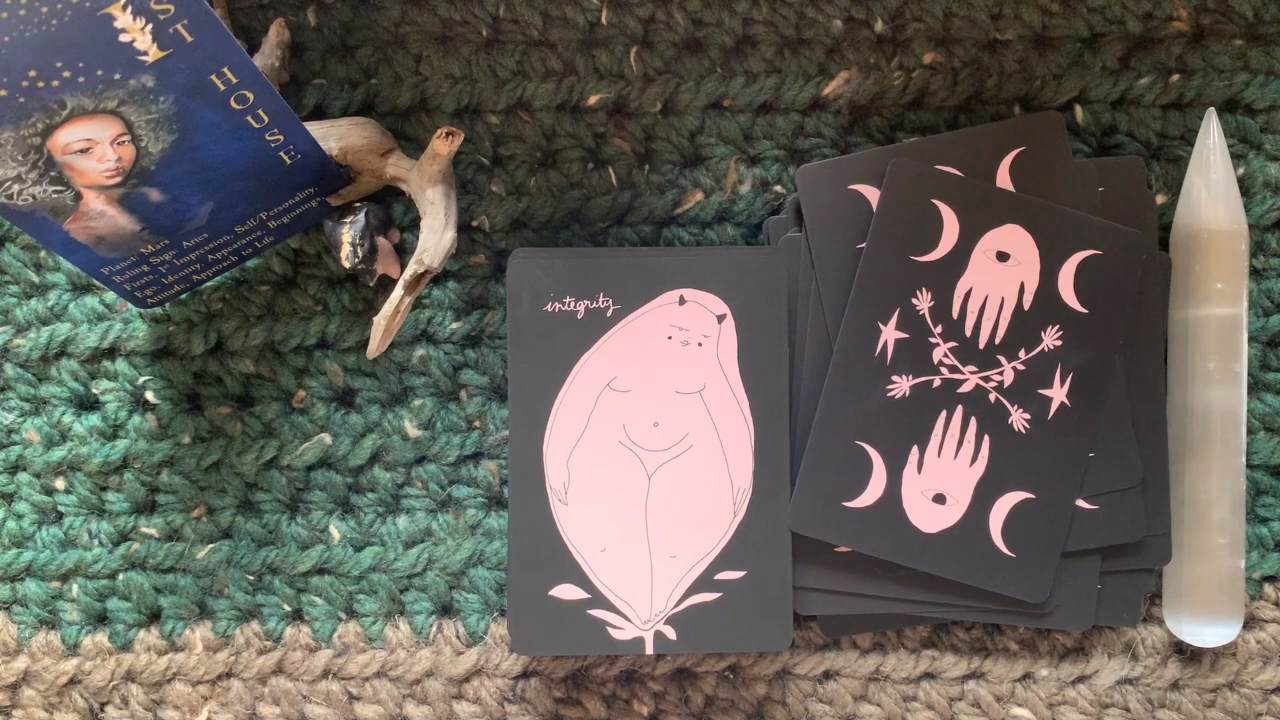 ST
HOUSE
Planet: Mars
Ruling Sign: Aries
Firsts, 1st Impression, Self/Personality,
Ego, Identity, Appearance, Beginnings,
Attitude, Approach to Life
integrity